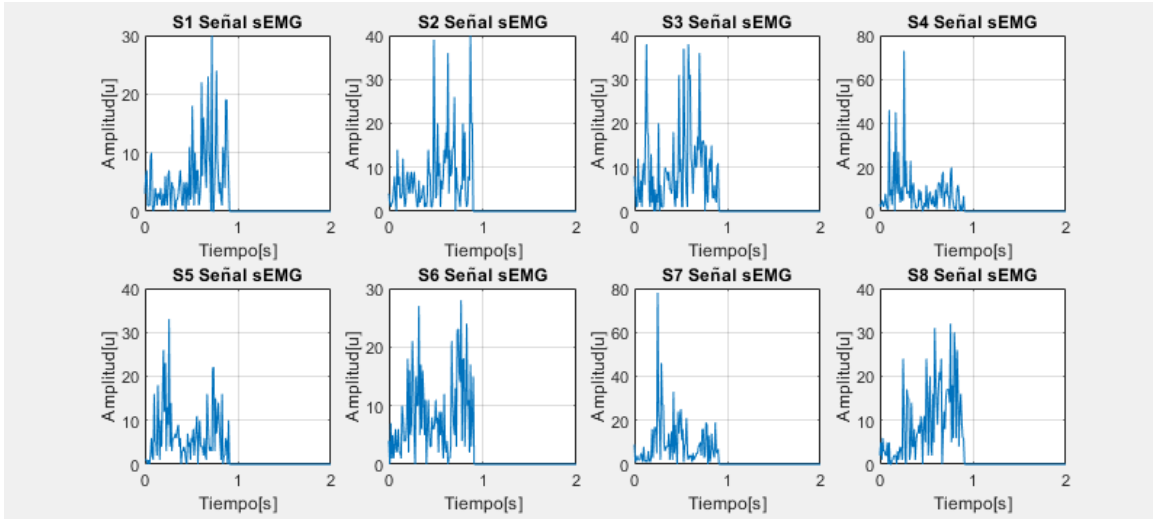 S1 Señal sEMG
S2 Señal sEMG
S3 Señal sEMG
S4 Señal sEMG
Amplitud[u]
30
20
10
0
0 1 2
Tiempo[s]
Amplitud[u]
40
30
20
10
0
0 1 2
Tiempo[s]
Amplitud[u]
40
30
20
10
0
0 1 2
Tiempo[s]
Amplitud[u]
80
60
40
20
0
0 1 2
Tiempo[s]
S5 Señal sEMG
S6 Señal sEMG
S7 Señal sEMG
S8 Señal sEMG
Amplitud[u]
40
30
20
10
0
0 1 2
Tiempo[s]
Amplitud[u]
30
20
10
0
0 1 2
Tiempo[s]
Amplitud[u]
80
60
40
20
0
0 1 2
Tiempo[s]
Amplitud[u]
40
30
20
10
0
0 1 2
Tiempo[s]